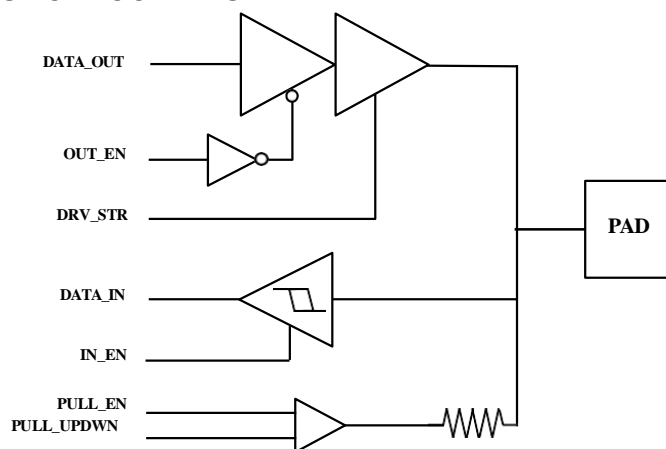 DATA_OUT
OUT_EN
DRV_STR
PAD
DATA_IN
IN_EN
PULL_EN
PULL_UPDWN